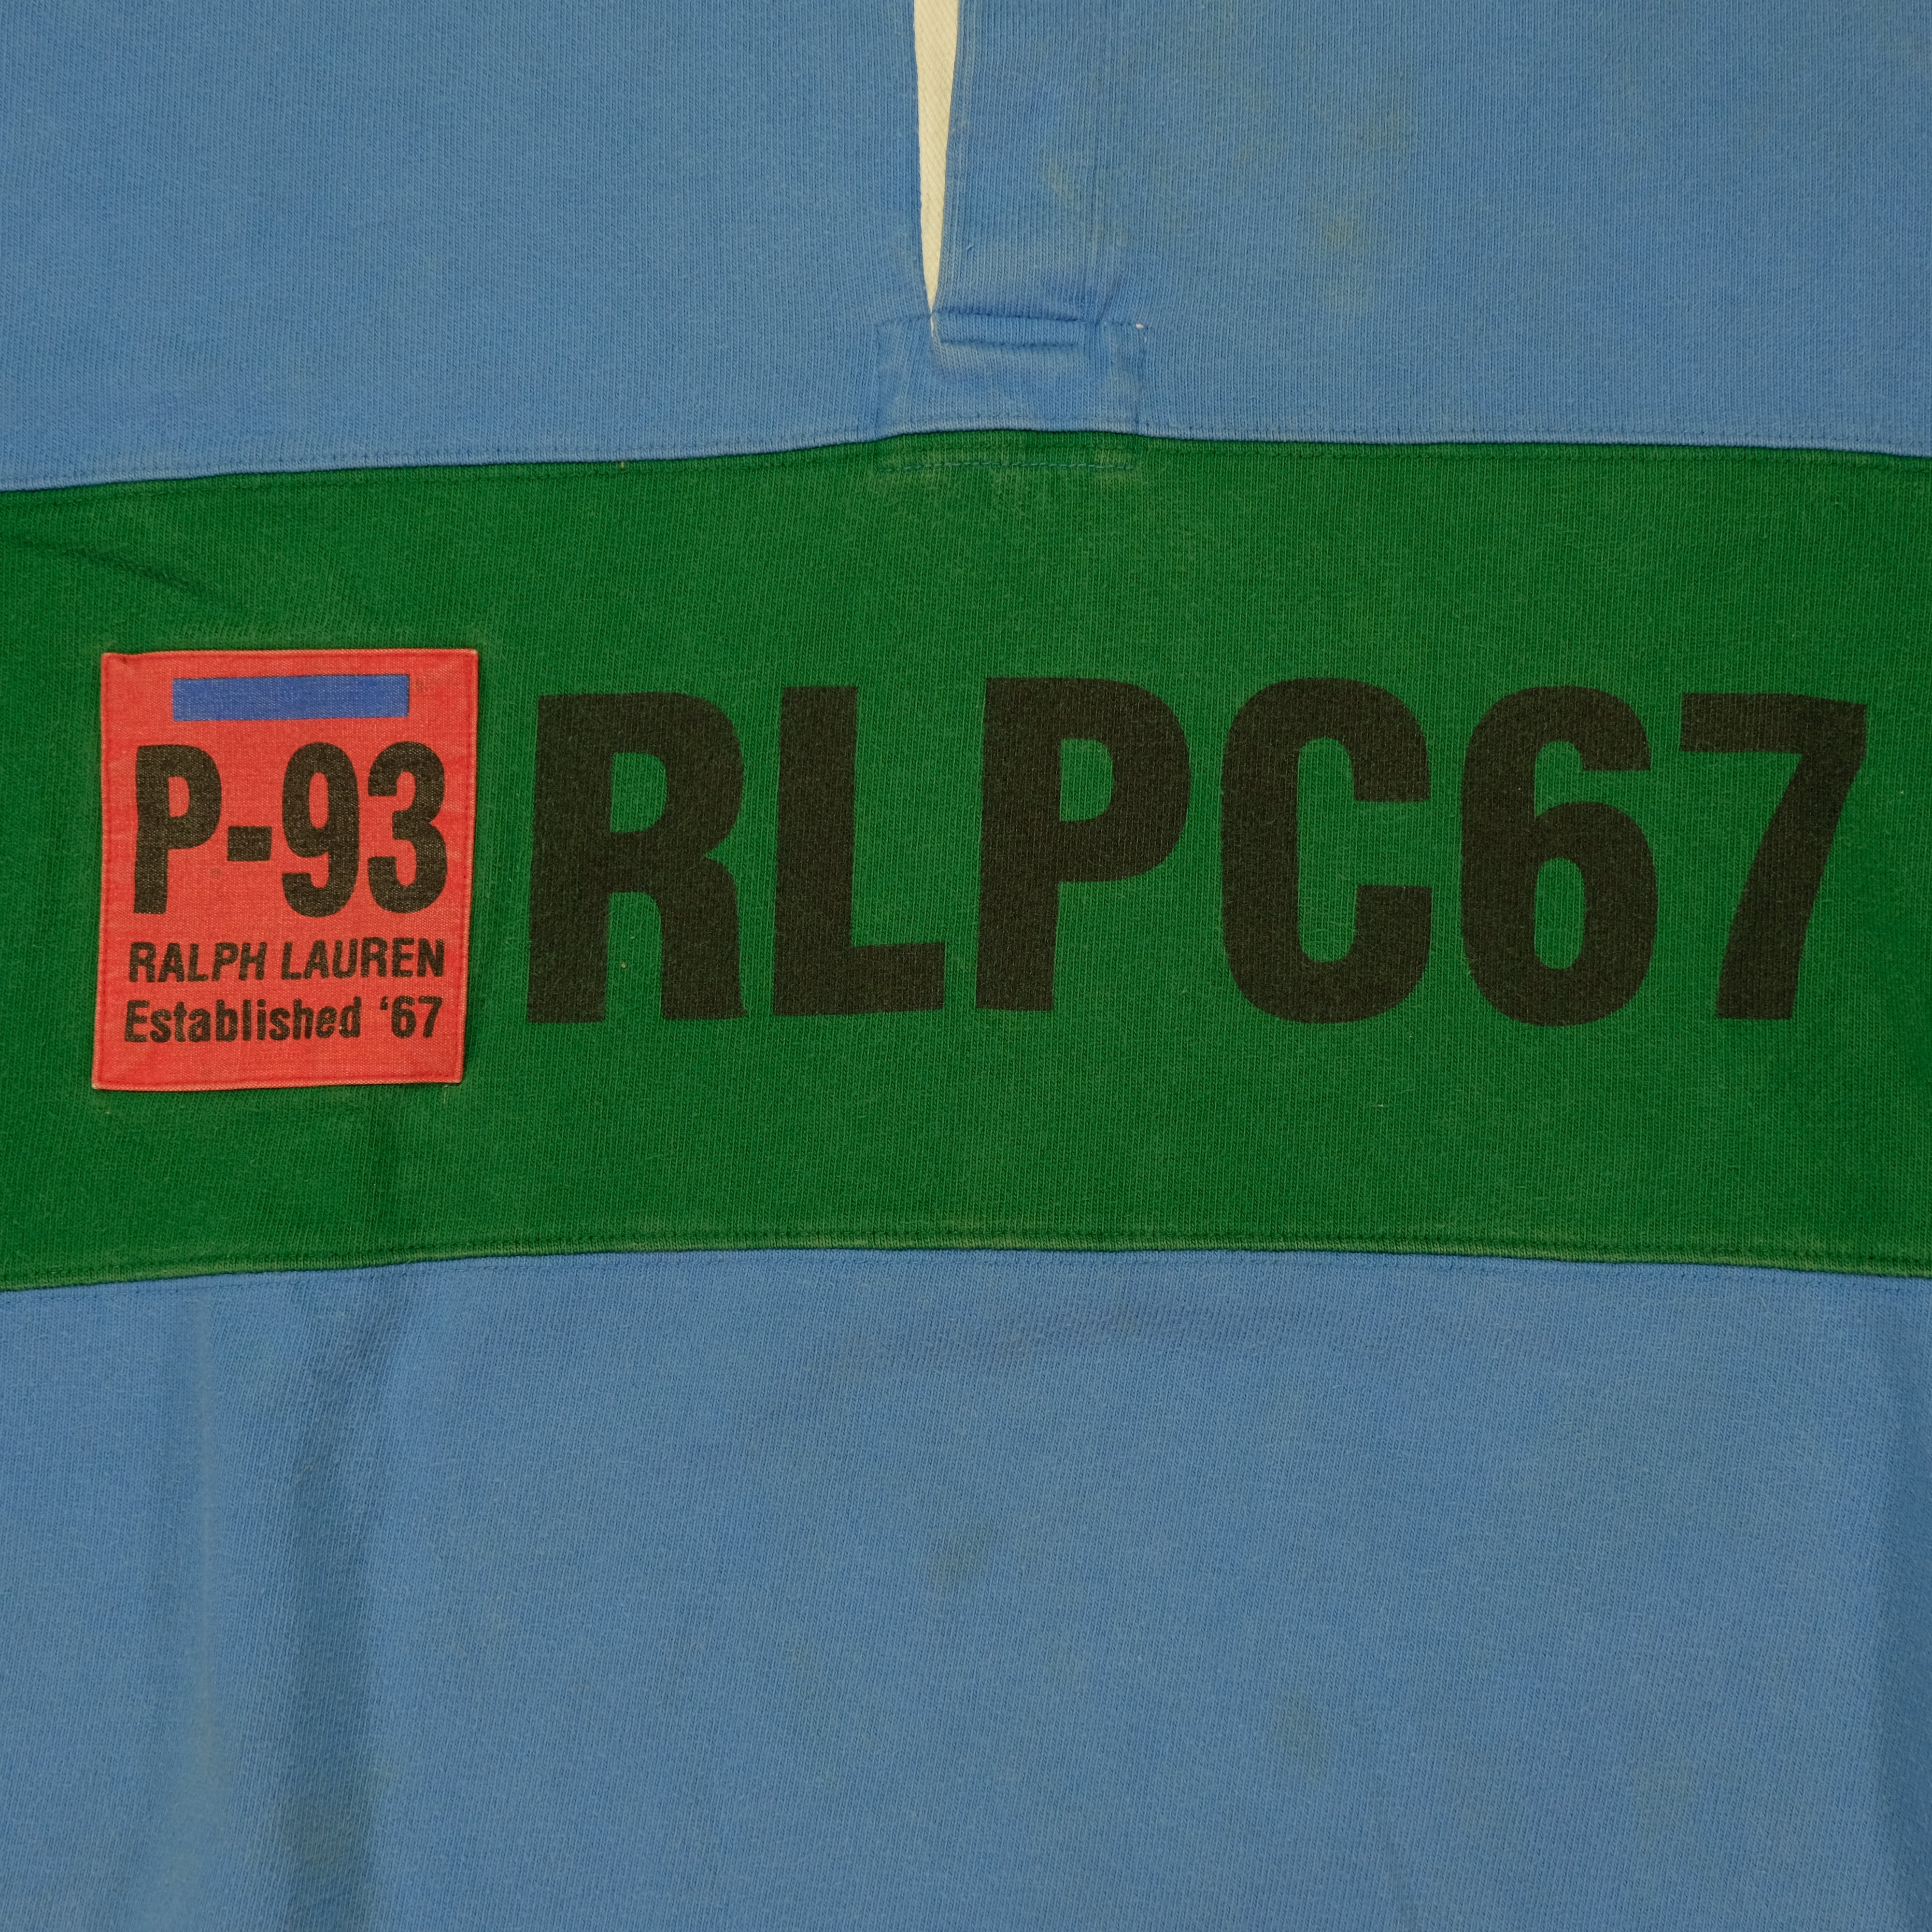 P-93
RALPH LAUREN
Established ‘67
RLPC67